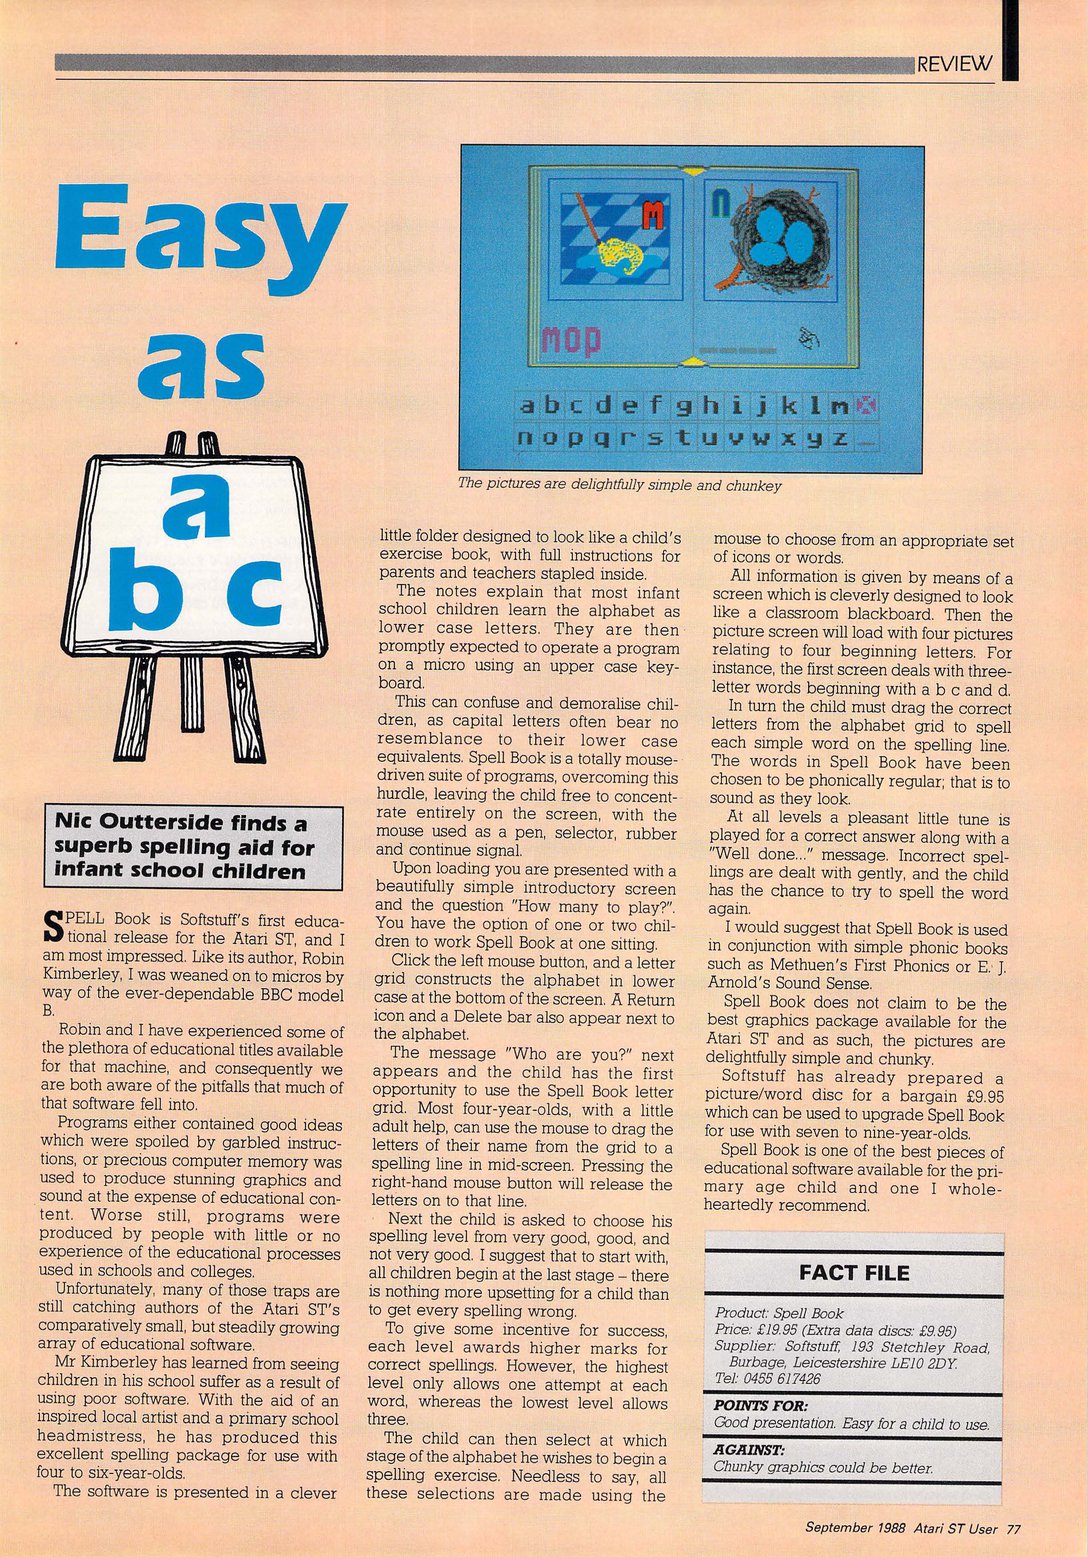 REVIEW
Easy
as
a
b c
m
n
mop
a b c d e f g h i j k l m
n o p q r s t u v w x y z
The pictures are delightfully simple and chunkey
Nic Outterside finds a
superb spelling aid for
infant school children
SPELL Book is Softstuff's first educa-
tional release for the Atari ST, and I
am most impressed. Like its author, Robin
Kimberley, I was weaned on to micros by
way of the ever-dependable BBC model
B.
Robin and I have experienced some of
the plethora of educational titles available
for that machine, and consequently we
are both aware of the pitfalls that much of
that software fell into.
Programs either contained good ideas
which were spoiled by garbled instruc-
tions, or precious computer memory was
used to produce stunning graphics and
sound at the expense of educational con-
tent. Worse still, programs were
produced by people with little or no
experience of the educational processes
used in schools and colleges.
Unfortunately, many of those traps are
still catching authors of the Atari ST's
comparatively small, but steadily growing
array of educational software.
Mr Kimberley has learned from seeing
children in his school suffer as a result of
using poor software. With the aid of an
inspired local artist and a primary school
headmistress, he has produced this
excellent spelling package for use with
four to six-year-olds.
The software is presented in a clever
little folder designed to look like a child's
exercise book, with full instructions for
parents and teachers stapled inside.
The notes explain that most infant
school children learn the alphabet as
lower case letters. They are then
promptly expected to operate a program
on a micro using an upper case key-
board.
This can confuse and demoralise chil-
dren, as capital letters often bear no
resemblance to their lower case
equivalents. Spell Book is a totally mouse-
driven suite of programs, overcoming this
hurdle, leaving the child free to concent-
rate entirely on the screen, with the
mouse used as a pen, selector, rubber
and continue signal.
Upon loading you are presented with a
beautifully simple introductory screen
and the question "How many to play?".
You have the option of one or two chil-
dren to work Spell Book at one sitting.
Click the left mouse button, and a letter
grid constructs the alphabet in lower
case at the bottom of the screen. A Return
icon and a Delete bar also appear next to
the alphabet.
The message "Who are you?" next
appears and the child has the first
opportunity to use the Spell Book letter
grid. Most four-year-olds, with a little
adult help, can use the mouse to drag the
letters of their name from the grid to a
spelling line in mid-screen. Pressing the
right-hand mouse button will release the
letters on to that line.
Next the child is asked to choose his
spelling level from very good, good, and
not very good. I suggest that to start with,
all children begin at the last stage – there
is nothing more upsetting for a child than
to get every spelling wrong.
To give some incentive for success,
each level awards higher marks for
correct spellings. However, the highest
level only allows one attempt at each
word, whereas the lowest level allows
three.
The child can then select at which
stage of the alphabet he wishes to begin a
spelling exercise. Needless to say, all
these selections are made using the
mouse to choose from an appropriate set
of icons or words.
All information is given by means of a
screen which is cleverly designed to look
like a classroom blackboard. Then the
picture screen will load with four pictures
relating to four beginning letters. For
instance, the first screen deals with three-
letter words beginning with a b c and d.
In turn the child must drag the correct
letters from the alphabet grid to spell
each simple word on the spelling line.
The words in Spell Book have been
chosen to be phonically regular; that is to
sound as they look.
At all levels a pleasant little tune is
played for a correct answer along with a
"Well done..." message. Incorrect spel-
lings are dealt with gently, and the child
has the chance to try to spell the word
again.
I would suggest that Spell Book is used
in conjunction with simple phonic books
such as Methuen's First Phonics or E. J.
Arnold's Sound Sense.
Spell Book does not claim to be the
best graphics package available for the
Atari ST and as such, the pictures are
delightfully simple and chunky.
Softstuff has already prepared a
picture/word disc for a bargain £9.95
which can be used to upgrade Spell Book
for use with seven to nine-year-olds.
Spell Book is one of the best pieces of
educational software available for the pri-
mary age child and one I whole-
heartedly recommend.
FACT FILE
Product: Spell Book
Price: £19.95 (Extra data discs: £9.95)
Supplier: Softstuff, 193 Stetchley Road,
Burbage, Leicestershire LE10 2DY.
Tel: 0455 617426
POINTS FOR:
Good presentation. Easy for a child to use.
AGAINST:
Chunky graphics could be better.
September 1988 Atari ST User 77